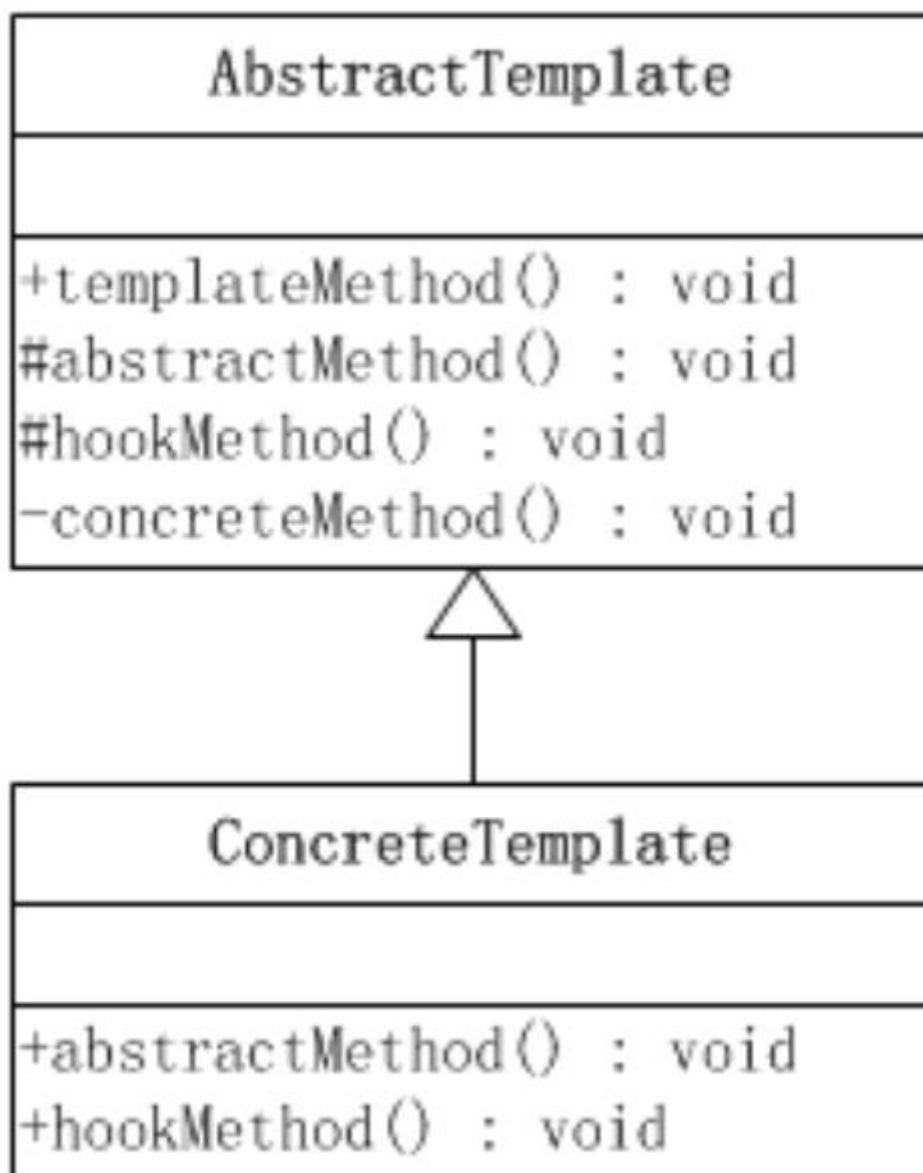 AbstractTemplate
+templateMethod() : void
#abstractMethod() : void
#hookMethod() : void
-concreteMethod() : void
ConcreteTemplate
+abstractMethod() : void
+hookMethod() : void